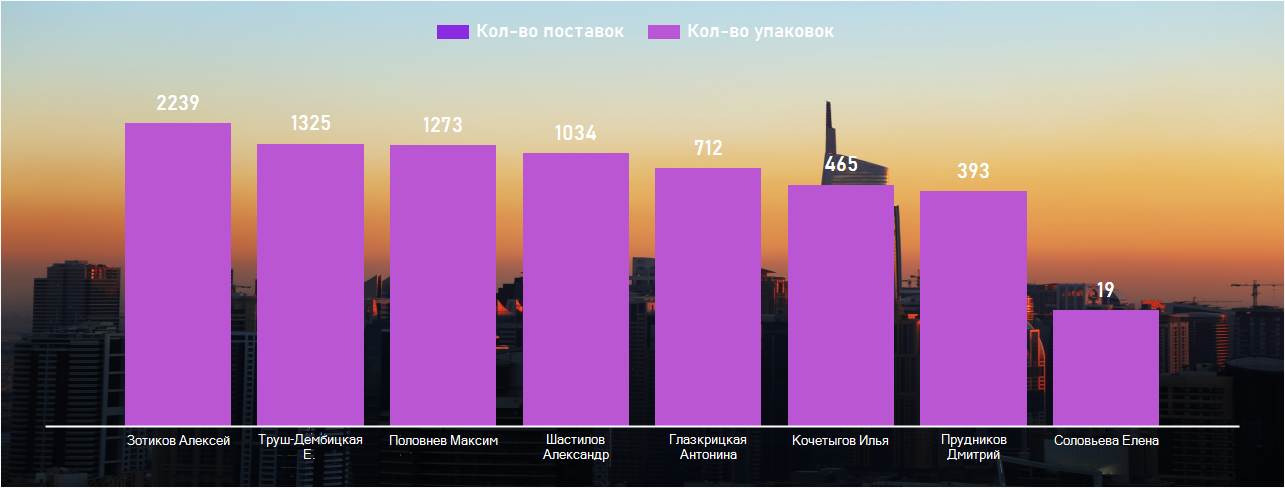 Кол-во поставок Кол-во упаковок
2239
1325
1273
1034
712
465
393
19
Зотиков Алексей
Труш-Дембицкая
Е.
Половнев Максим
Шастилов
Александр
Глазкрицкая
Антонина
Кочетыгов Илья
Прудников
Дмитрий
Соловьева Елена